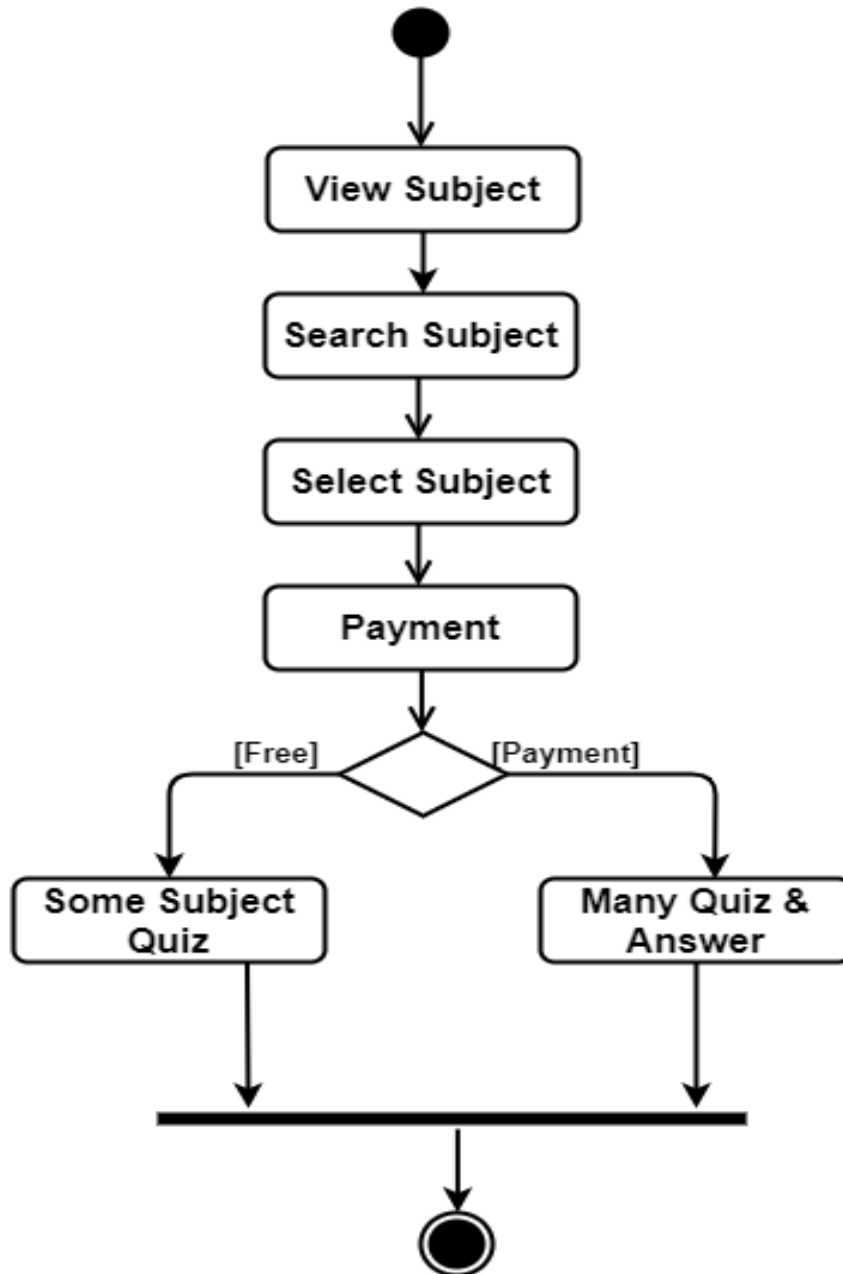 View Subject
Search Subject
Select Subject
Payment
[Free]
[Payment]
Some Subject
Quiz
Many Quiz &
Answer